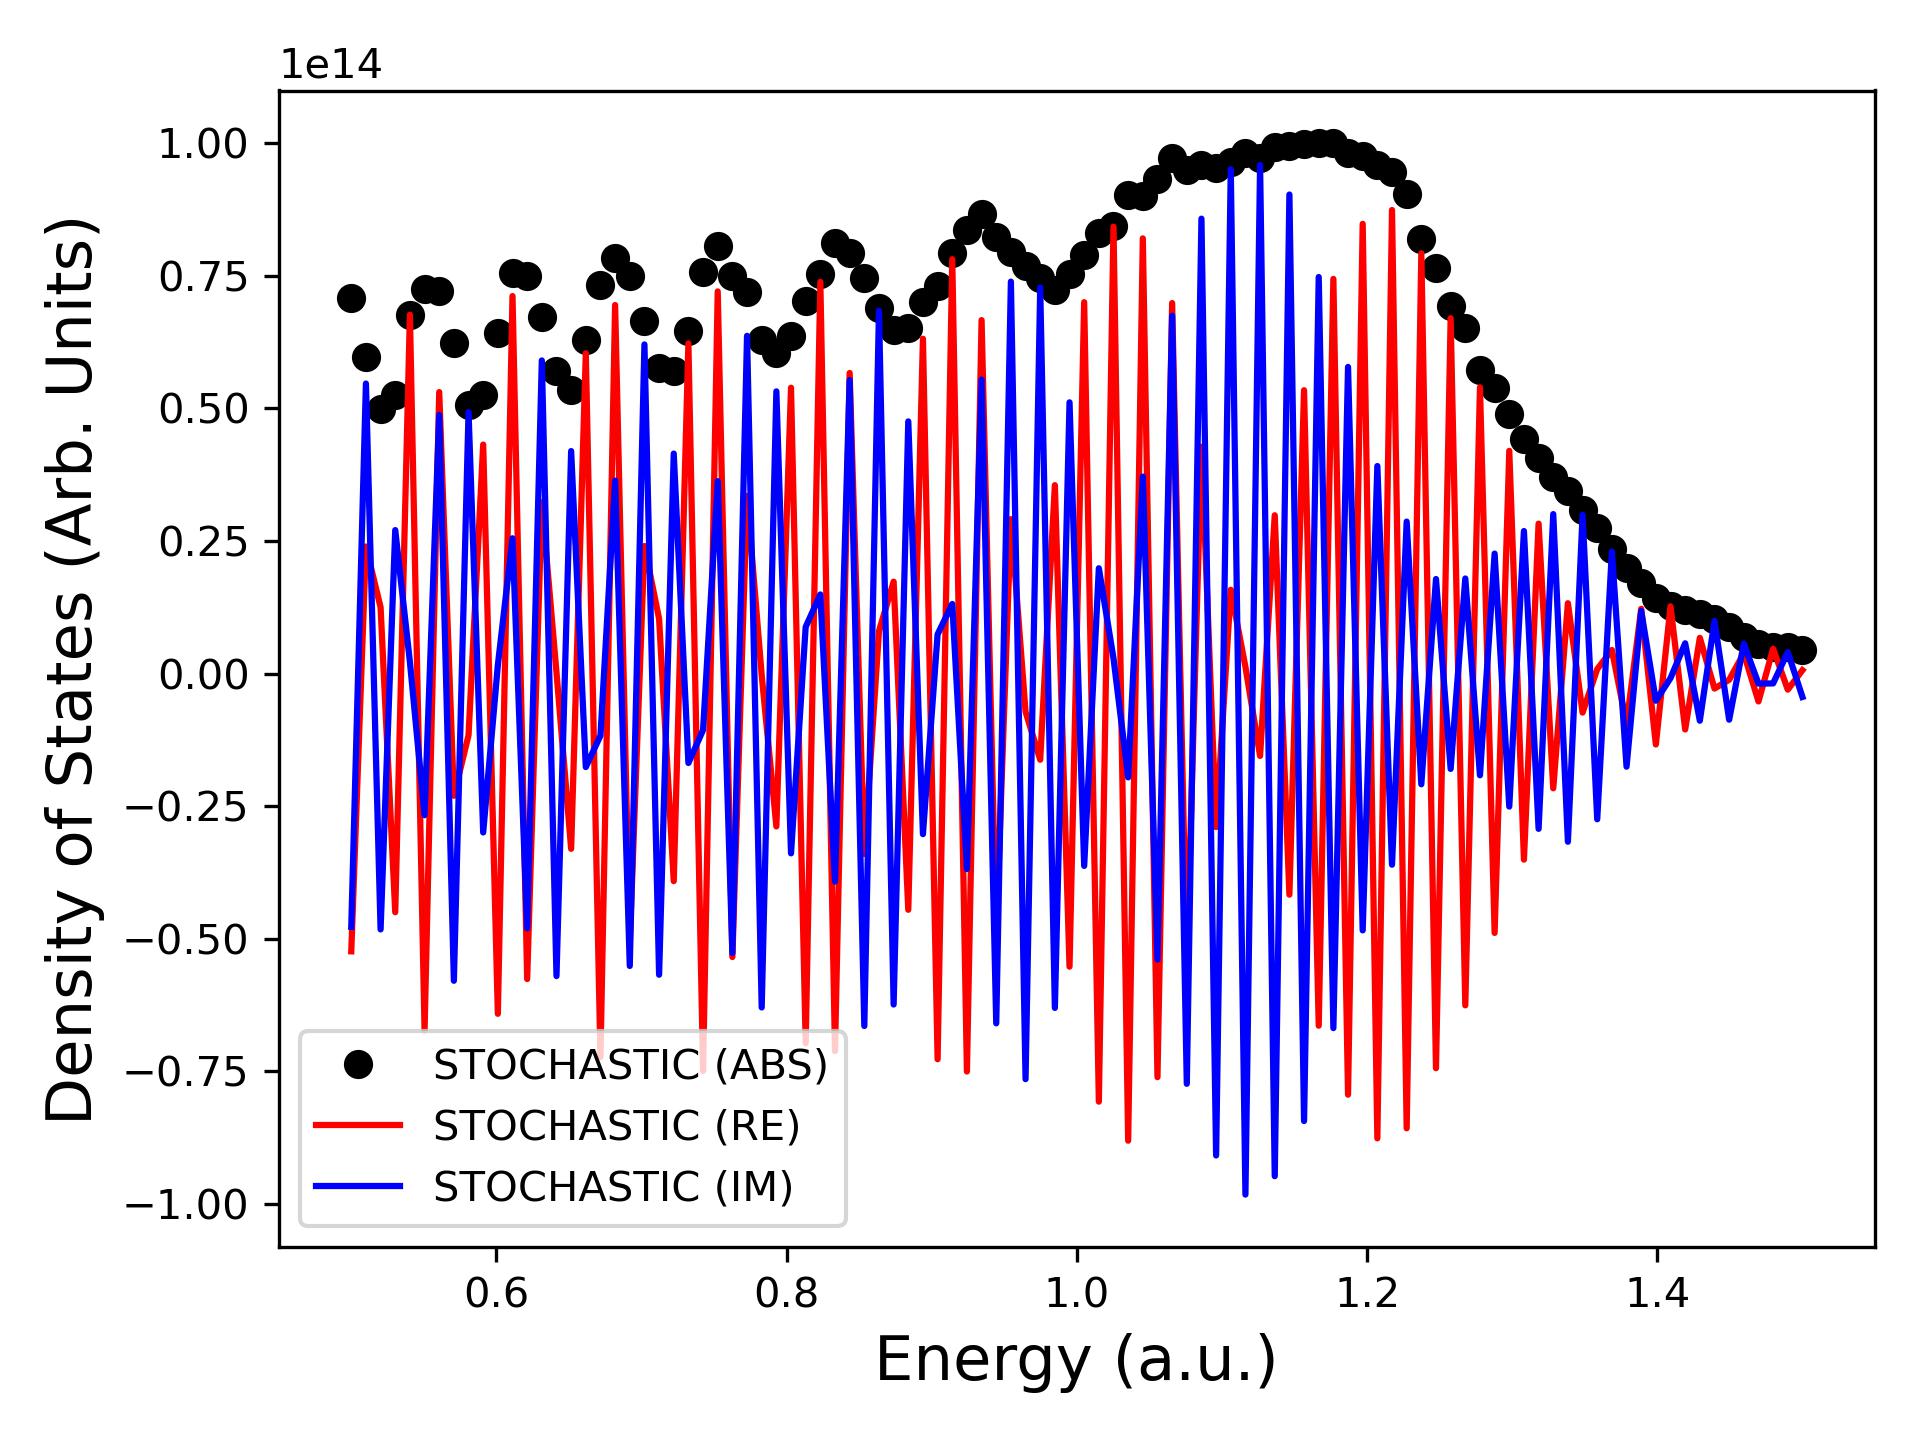 1e14
Density of States (Arb. Units)
1.00
0.75
0.50
0.25
0.00
−0.25
−0.50
−0.75
−1.00
STOCHASTIC (ABS)
STOCHASTIC (RE)
STOCHASTIC (IM)
0.6 0.8 1.0 1.2 1.4
Energy (a.u.)